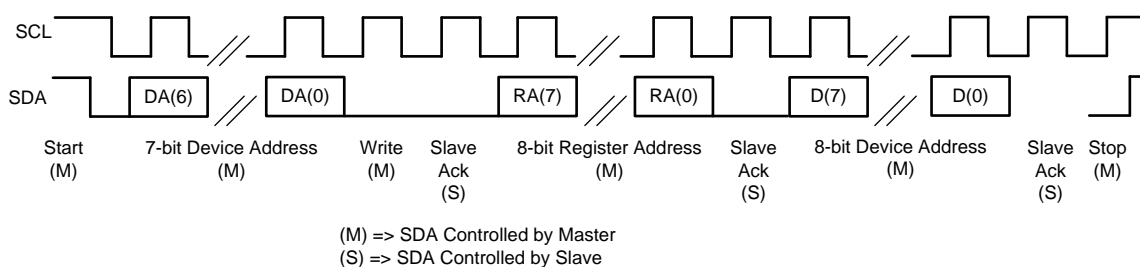 SCL
SDA DA(6) DA(0) RA(7) RA(0) D(7) D(0)
Start 7-bit Device Address Write Slave 8-bit Register Address Slave 8-bit Device Address Slave Stop
(M) (M) (M) Ack (M) Ack (M) Ack (M)
(S) (S) (S)
(M) => SDA Controlled by Master
(S) => SDA Controlled by Slave